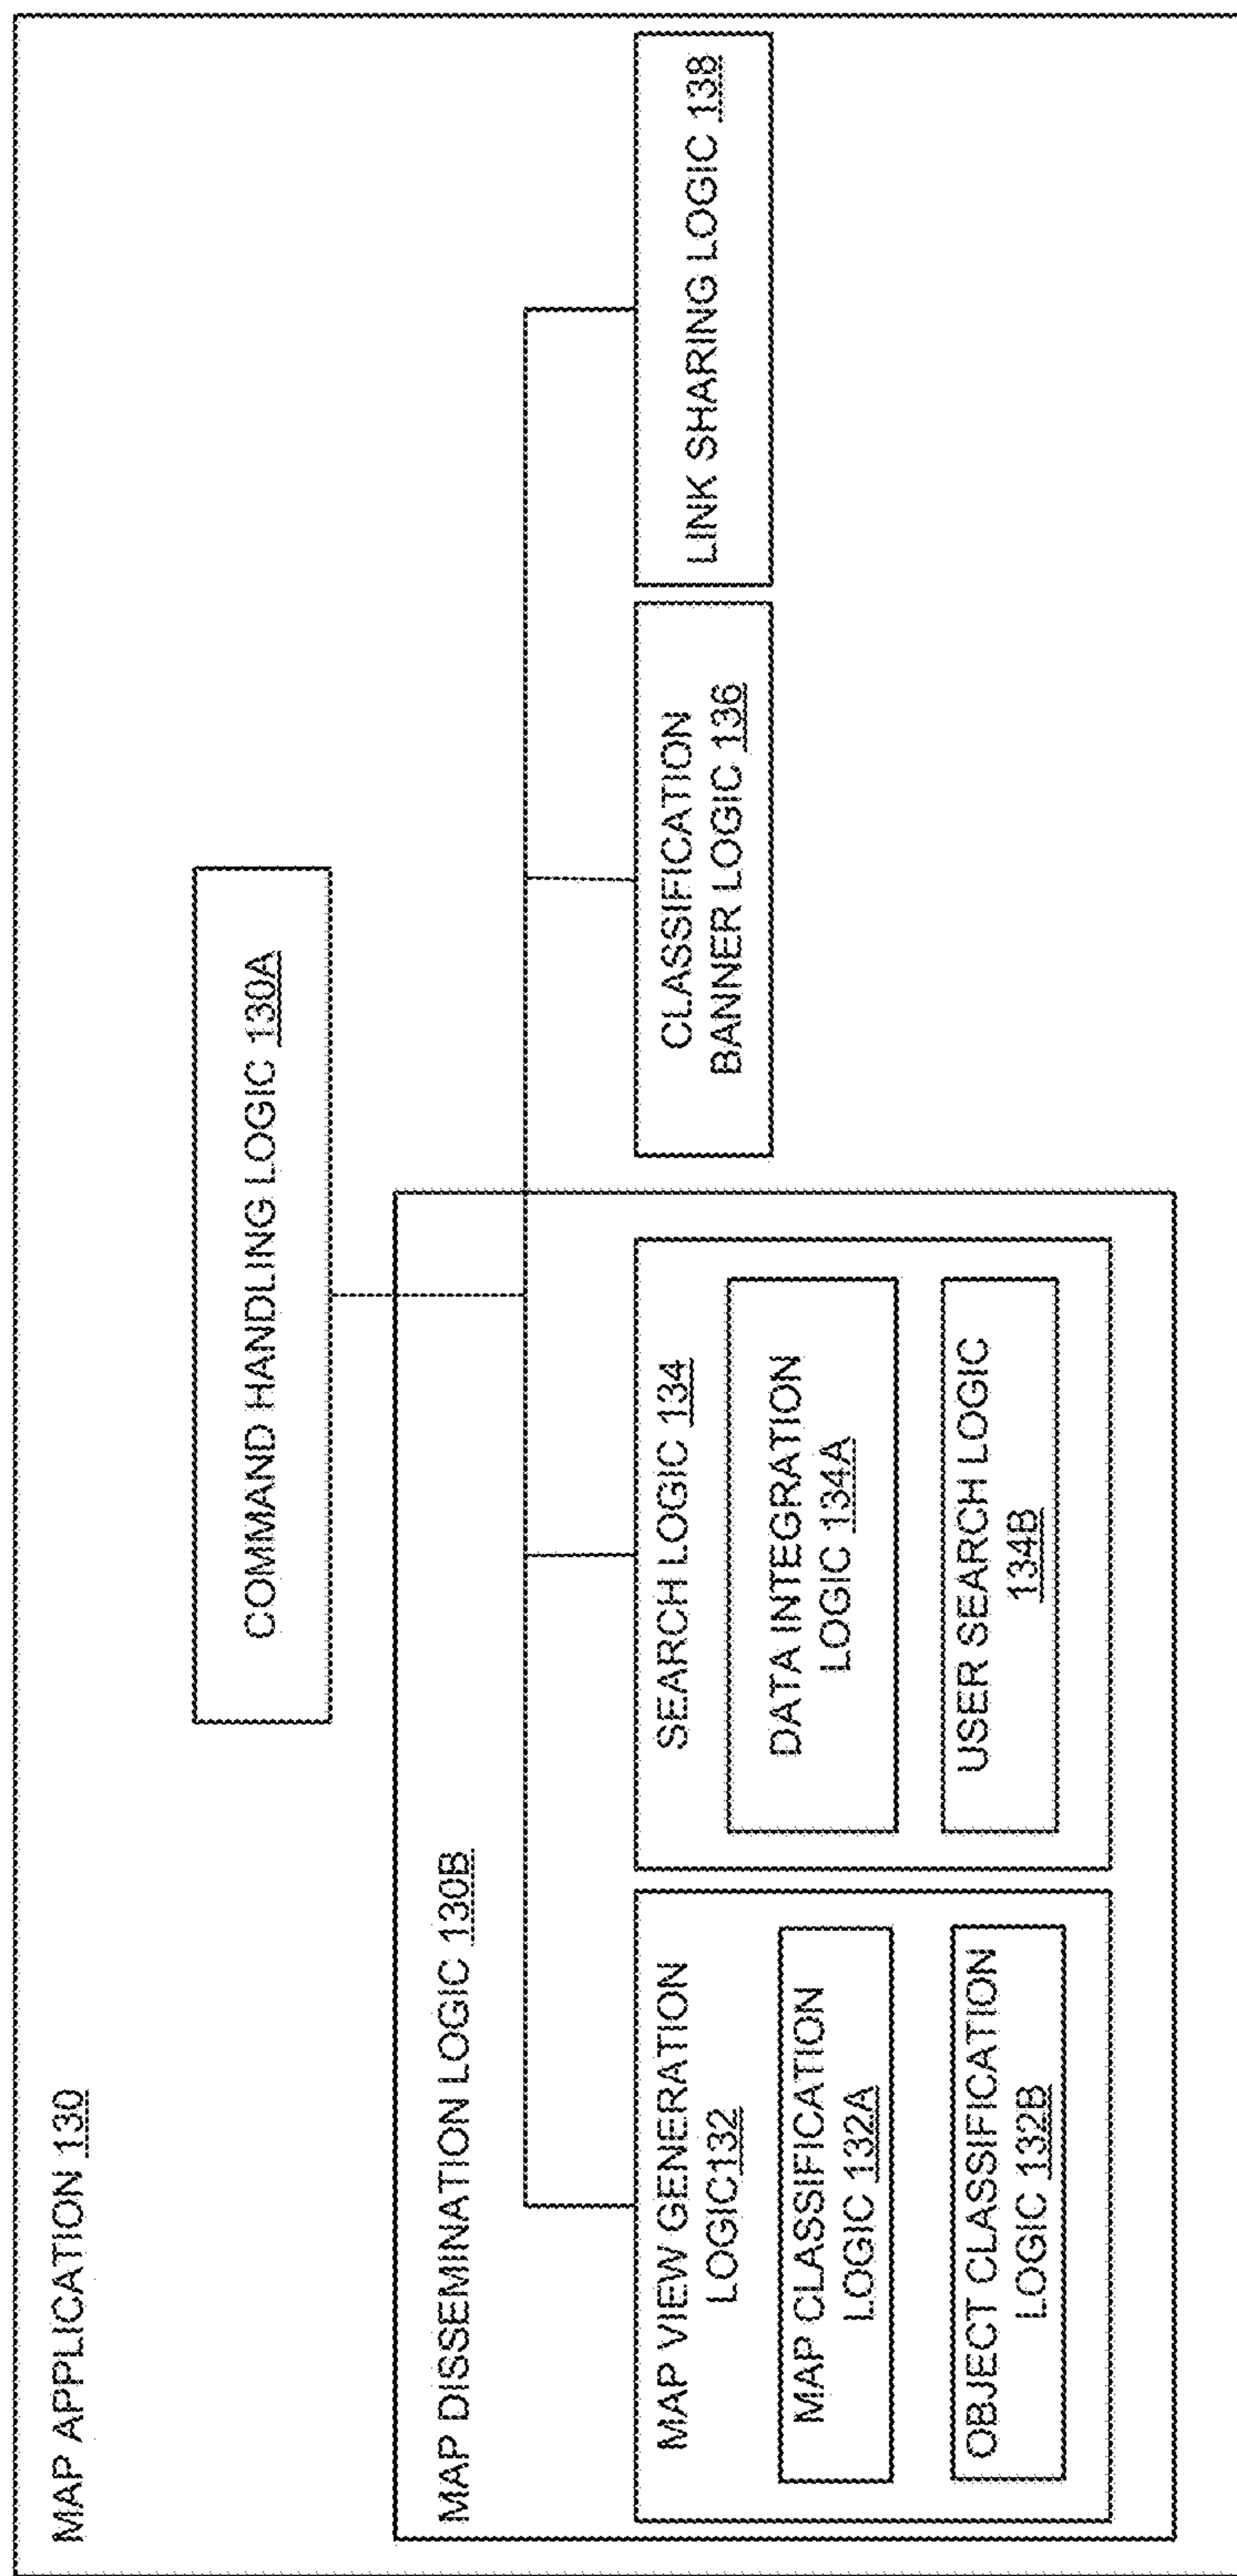 MAP APPLICATION 130
COMMAND HANDLING LOGIC 130A
MAP DISSEMINATION LOGIC 130B
MAP VIEW GENERATION
LOGIC132
MAP CLASSIFICATION
LOGIC 132A
OBJECT CLASSIFICATION
LOGIC 132B
SEARCH LOGIC 134
DATA INTEGRATION
LOGIC 134A
USER SEARCH LOGIC
134B
CLASSIFICATION
BANNER LOGIC 136
LINK SHARING LOGIC 138